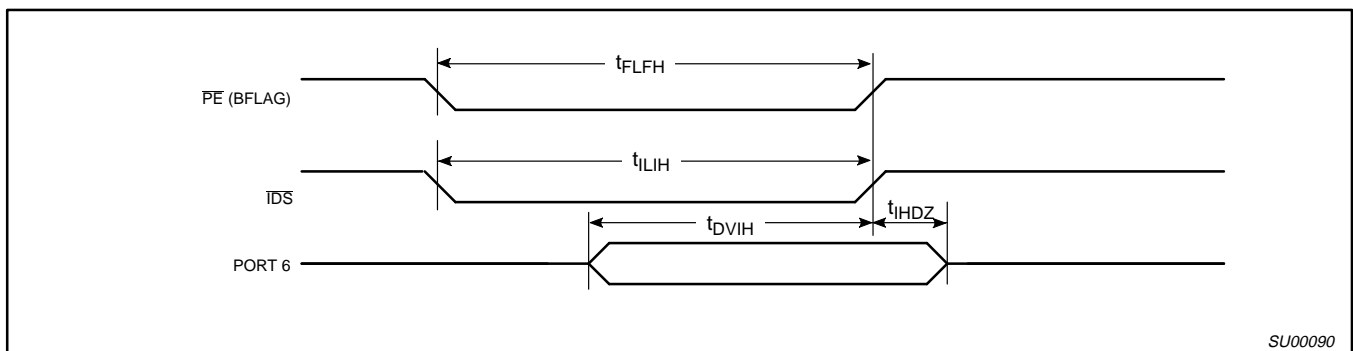 tFLFH
PE (BFLAG)
tILIH
IDS
tIHDZ
tDVIH
PORT 6
SU00090